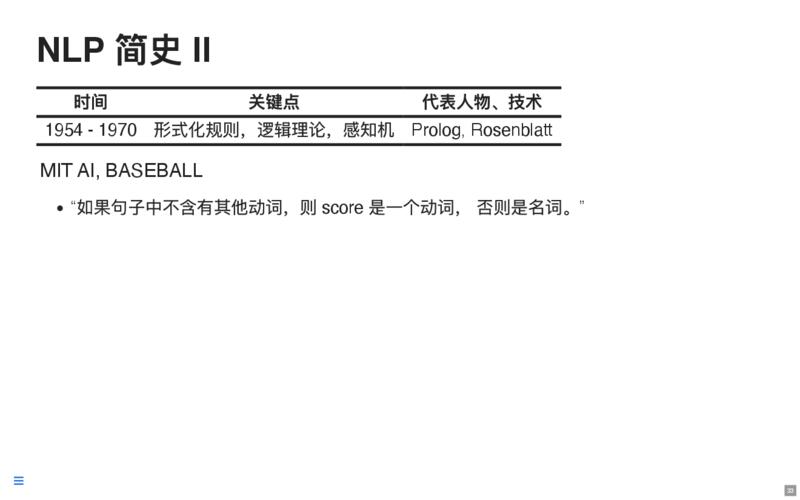 NLP 简史 II
时间 关键点 代表人物、技术
1954 - 1970 形式化规则，逻辑理论，感知机 Prolog, Rosenblatt
MIT AI, BASEBALL
• “如果句子中不含有其他动词，则 score 是一个动词， 否则是名词。”
33